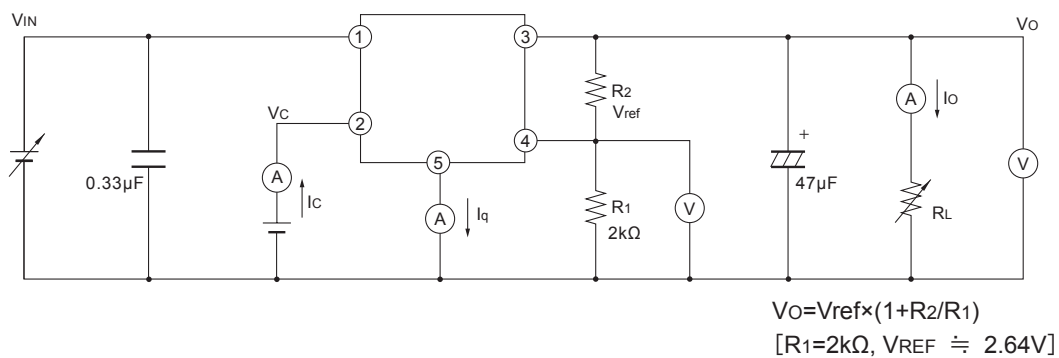 VIN
VO
1
3
R2
Vref
A
IO
VC
2
4
+
5
0.33μF
A
IC
A
Iq
R1
2kΩ
V
47μF
RL
V
VO=Vref×(1+R2/R1)
[R1=2kΩ, VREF ≒ 2.64V]